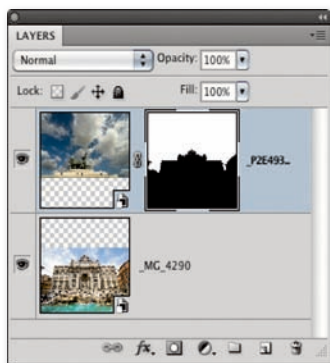 LAYERS
Normal Opacity: 100%
Lock: Fill: 100%
_P2E493...
_MG_4290
fx.